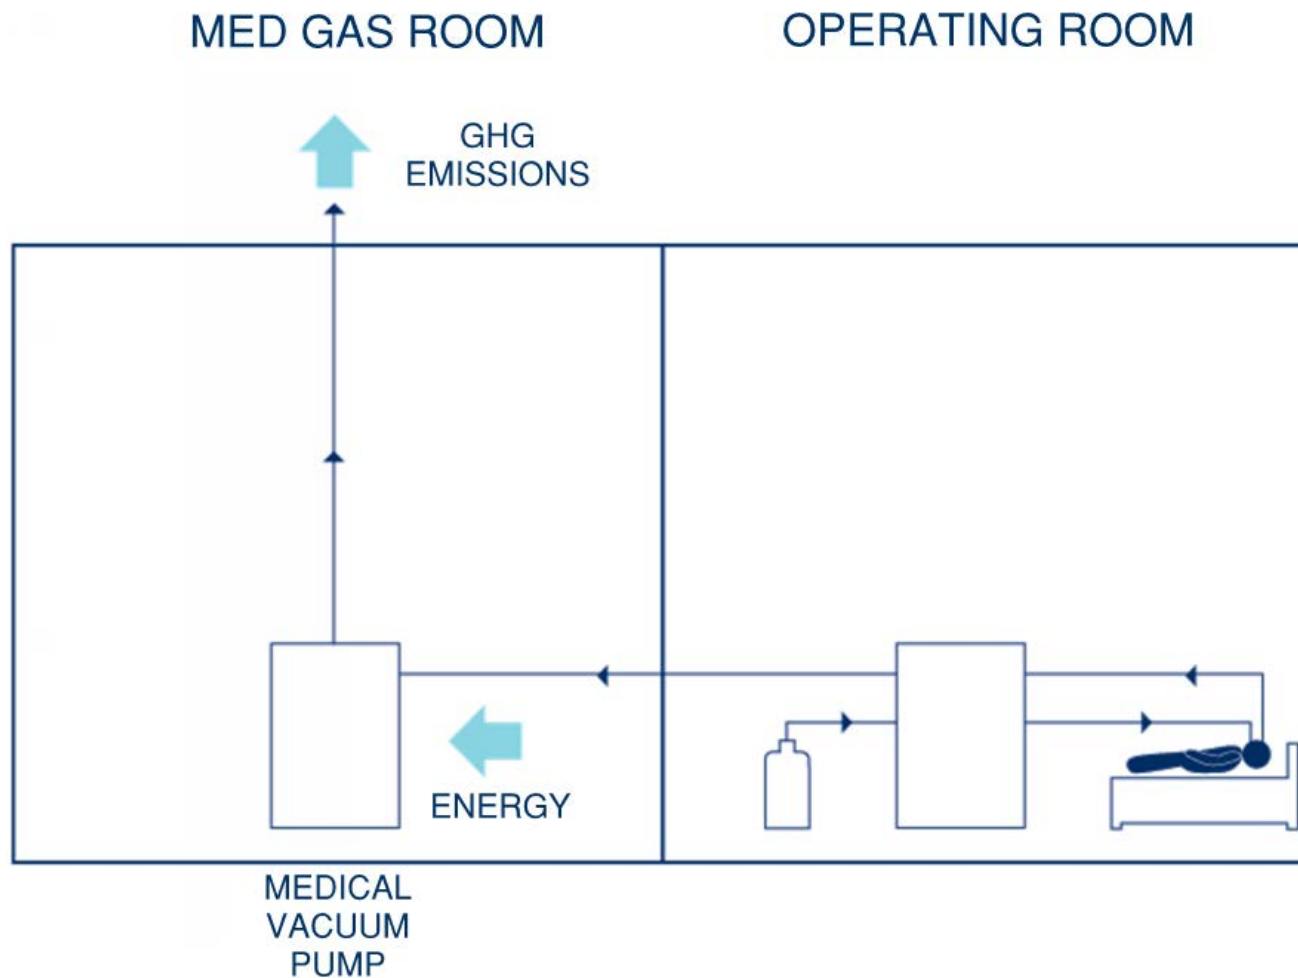 MED GAS ROOM
OPERATING ROOM
GHG
EMISSIONS
ENERGY
MEDICAL
VACUUM
PUMP